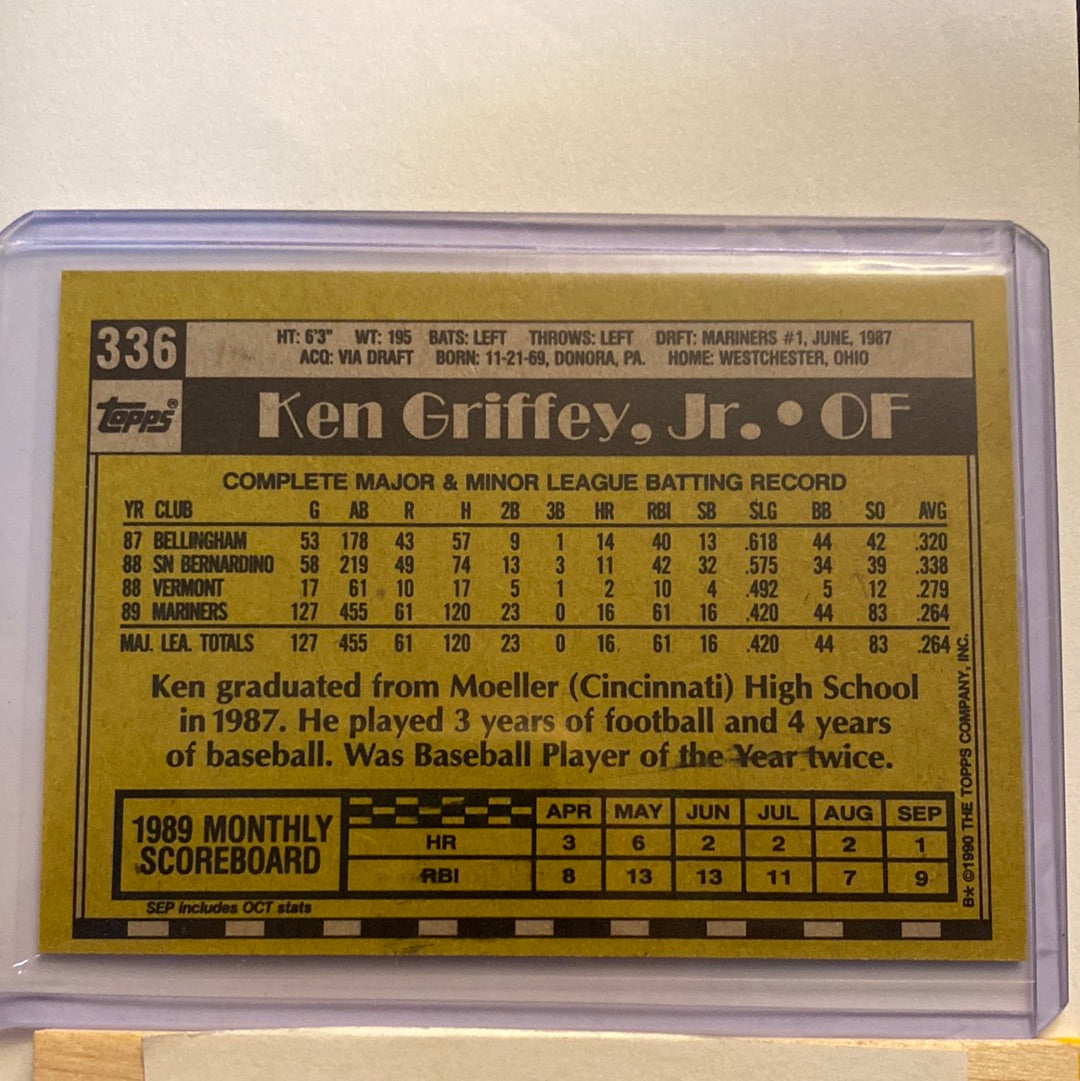 336
HT: 6'3" WT: 195 BATS: LEFT THROWS: LEFT DRFT: MARINERS #1, JUNE, 1987
ACQ: VIA DRAFT BORN: 11-21-69, DONORA, PA. HOME: WESTCHESTER, OHIO
topps®
Ken Griffey, Jr. • OF
COMPLETE MAJOR & MINOR LEAGUE BATTING RECORD
YR CLUB G AB R H 2B 3B HR RBI SB SLG BB SO AVG
87 BELLINGHAM 53 178 43 57 9 1 14 40 13 .618 44 42 .320
88 SN BERNARDINO 58 219 49 74 13 3 11 42 32 .575 34 39 .338
88 VERMONT 17 61 10 17 5 1 2 10 4 .492 5 12 .279
89 MARINERS 127 455 61 120 23 0 16 61 16 .420 44 83 .264
MAJ. LEA. TOTALS 127 455 61 120 23 0 16 61 16 .420 44 83 .264
Ken graduated from Moeller (Cincinnati) High School
in 1987. He played 3 years of football and 4 years
of baseball. Was Baseball Player of the Year twice.
1989 MONTHLY
SCOREBOARD
APR MAY JUN JUL AUG SEP
HR 3 6 2 2 2 1
RBI 8 13 13 11 7 9
SEP includes OCT stats
B* ©1990 THE TOPPS COMPANY, INC.